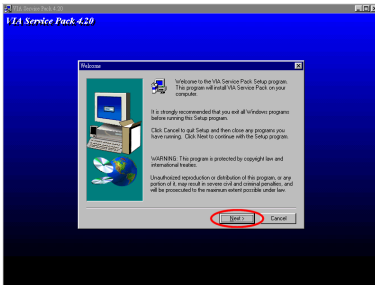 VIA Service Pack 4.20
VIA Service Pack 4.20
Welcome
Welcome to the VIA Service Pack Setup program.
This program will install VIA Service Pack on your
computer.
It is strongly recommended that you exit all Windows programs
before running this Setup program.
Click Cancel to quit Setup and then close any programs you
have running. Click Next to continue with the Setup program.
WARNING: This program is protected by copyright law and
international treaties.
Unauthorized reproduction or distribution of this program, or any
portion of it, may result in severe civil and criminal penalties, and
will be prosecuted to the maximum extent possible under law.
Next >
Cancel